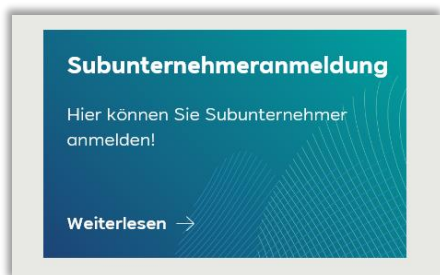 Subunternehmeranmeldung
Hier können Sie Subunternehmer
anmelden!
Weiterlesen →